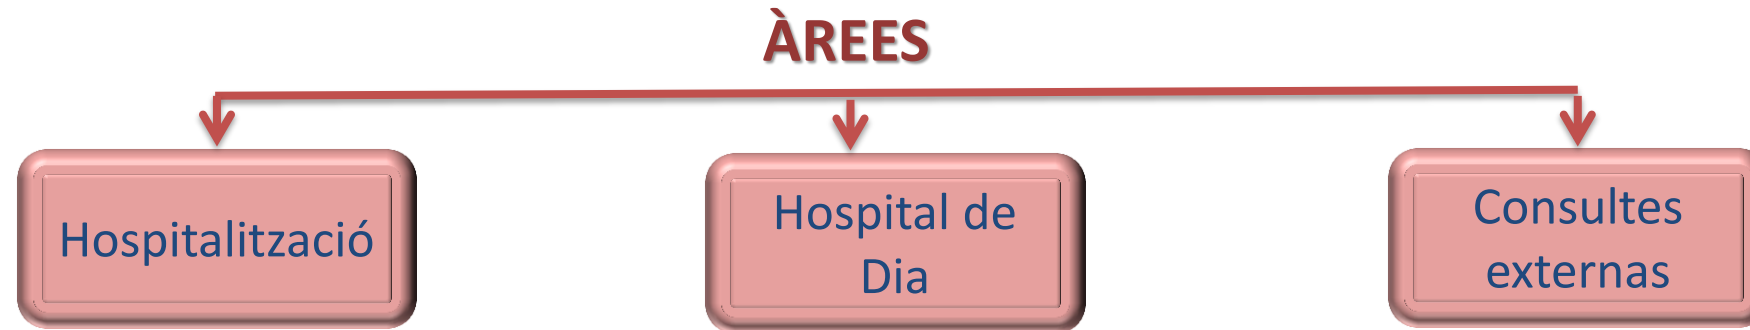 ÀREES
Hospitalització
Hospital de
Dia
Consultes
externas